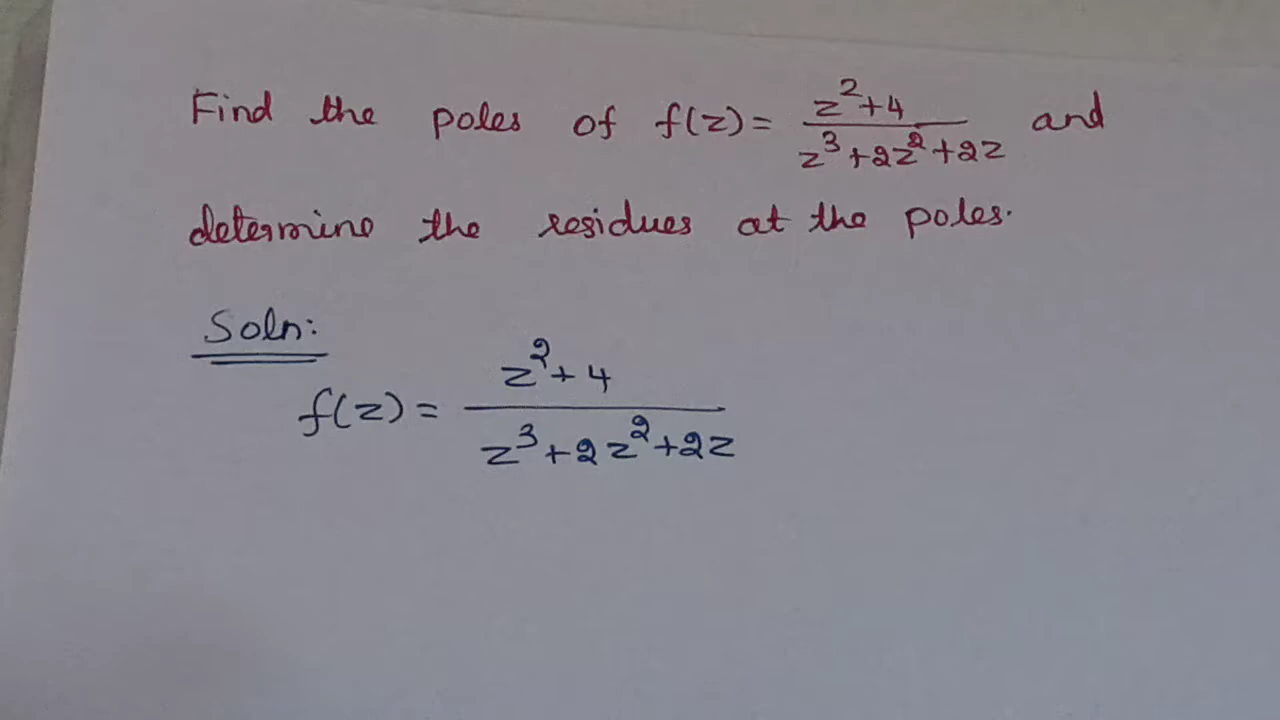 Find the poles of f(z) = z²+4 / z³+2z²+2z and
determine the residues at the poles.
Soln:
f(z) = z²+4 / z³+2z²+2z